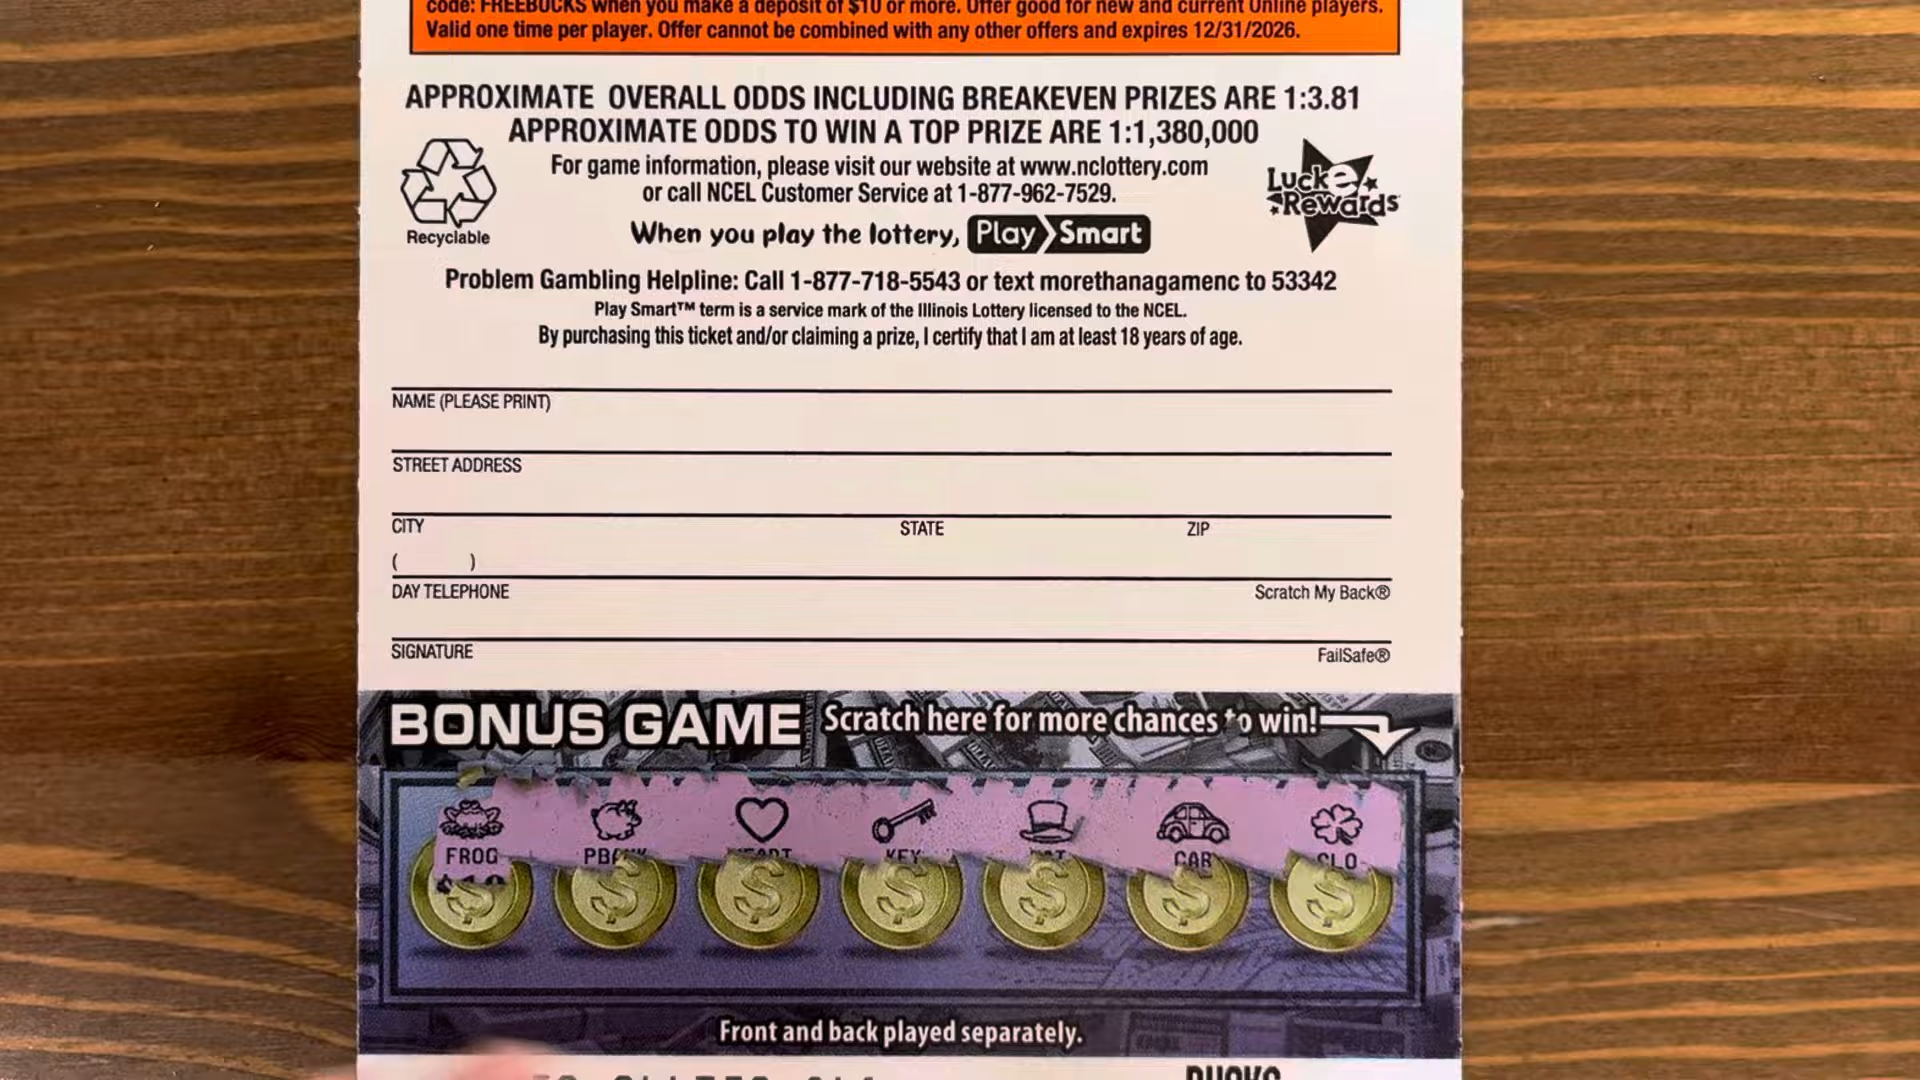 code: FREEBUCKS when you make a deposit of $10 or more. Offer good for new and current Online players.
Valid one time per player. Offer cannot be combined with any other offers and expires 12/31/2026.
APPROXIMATE OVERALL ODDS INCLUDING BREAKEVEN PRIZES ARE 1:3.81
APPROXIMATE ODDS TO WIN A TOP PRIZE ARE 1:1,380,000
For game information, please visit our website at www.nclottery.com
or call NCEL Customer Service at 1-877-962-7529.
Recyclable
Lucke
Rewards
When you play the lottery, Play Smart
Problem Gambling Helpline: Call 1-877-718-5543 or text morethanagamenc to 53342
Play Smart™ term is a service mark of the Illinois Lottery licensed to the NCEL.
By purchasing this ticket and/or claiming a prize, I certify that I am at least 18 years of age.
NAME (PLEASE PRINT)
STREET ADDRESS
CITY STATE ZIP
( )
DAY TELEPHONE Scratch My Back®
SIGNATURE FailSafe®
BONUS GAME Scratch here for more chances to win!
FROG KEY CAR
$ $ $ $ $ $ $
Front and back played separately.
BUCKS